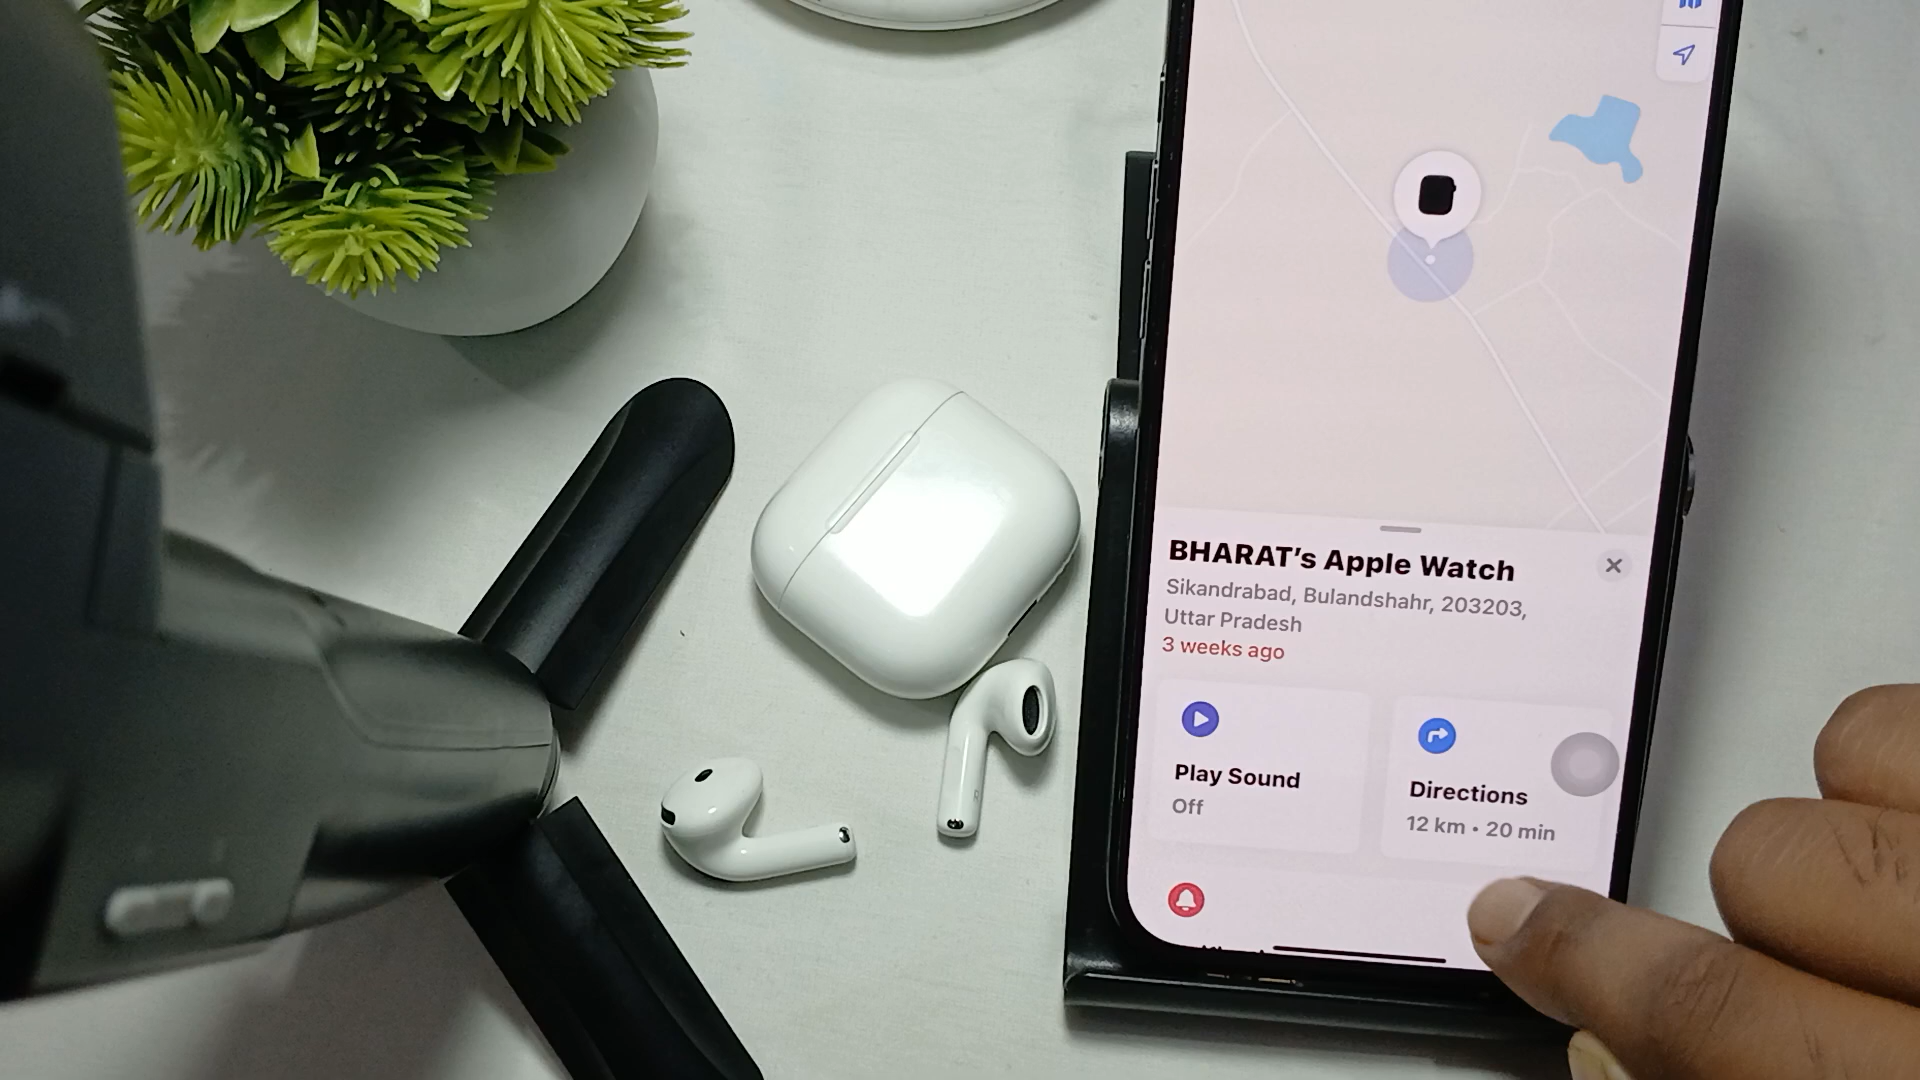 BHARAT’s Apple Watch
Sikandrabad, Bulandshahr, 203203,
Uttar Pradesh
3 weeks ago
Play Sound
Off
Directions
12 km • 20 min